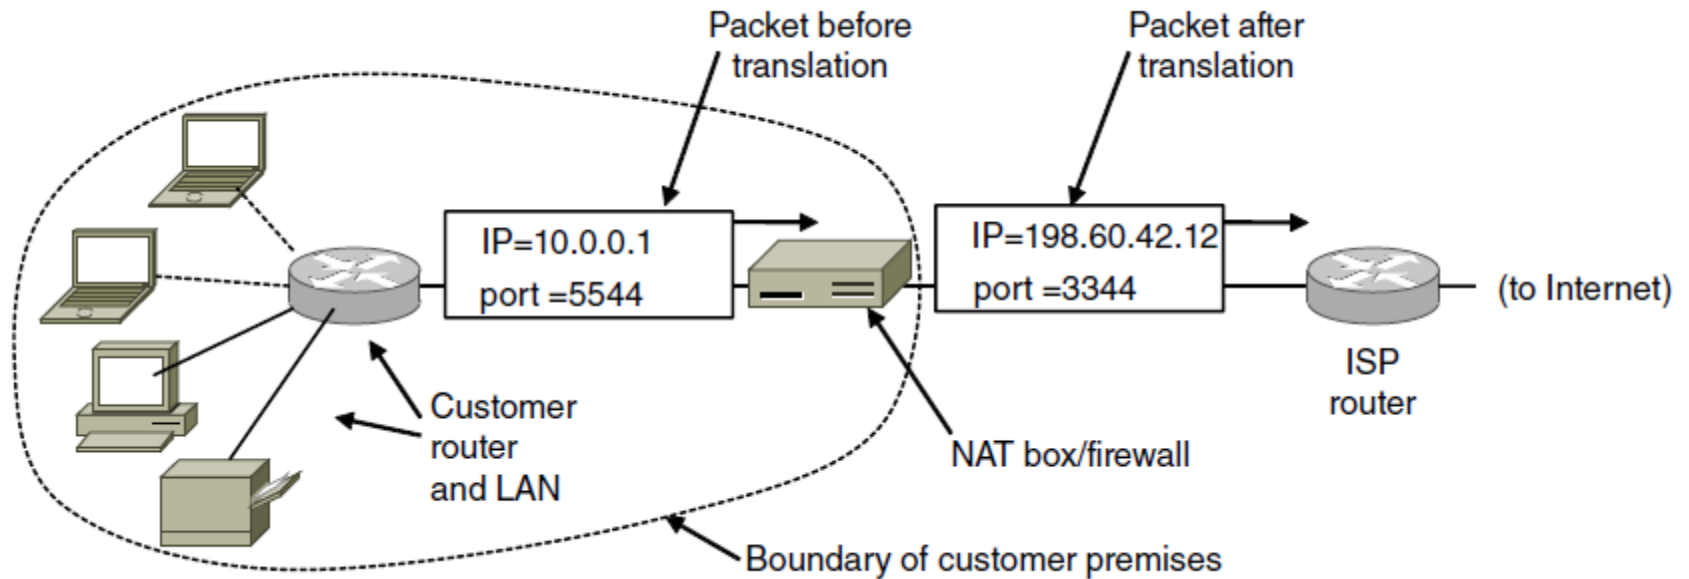 Packet before
translation
Packet after
translation
IP=10.0.0.1
port =5544
IP=198.60.42.12
port =3344
(to Internet)
ISP
router
Customer
router
and LAN
NAT box/firewall
Boundary of customer premises